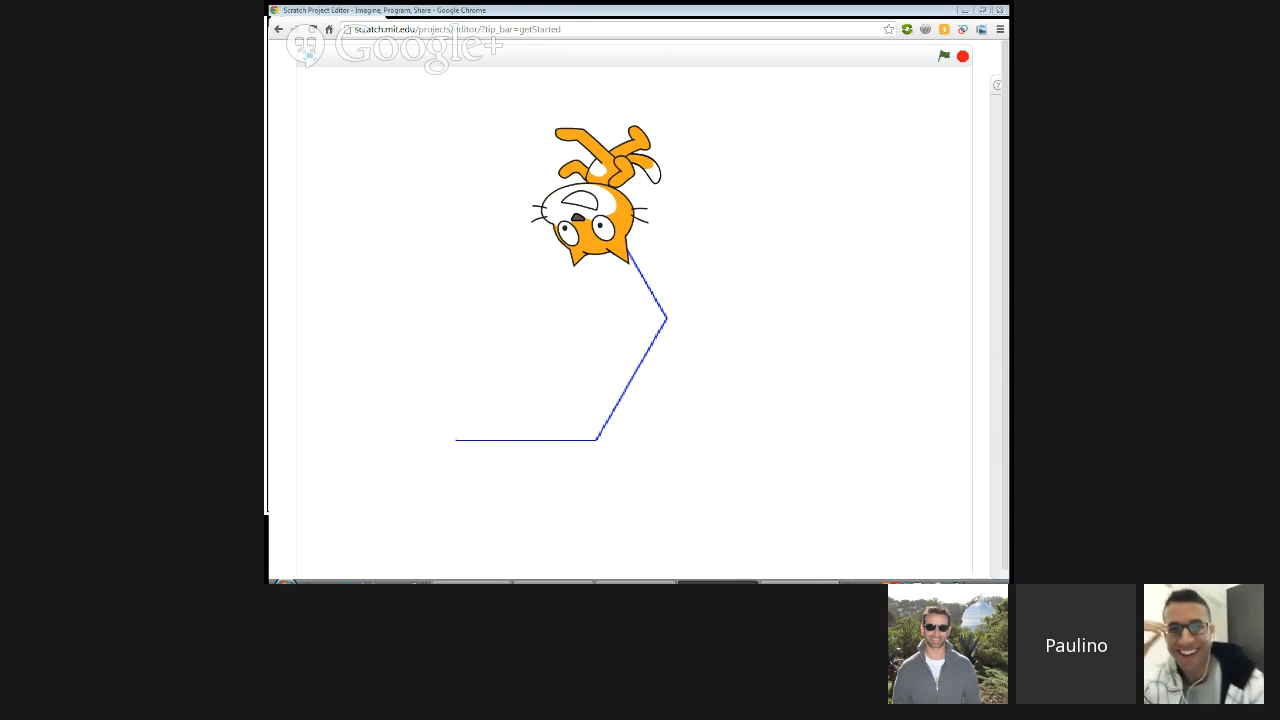 Scratch Project Editor - Imagine, Program, Share - Google Chrome
scratch.mit.edu/projects/editor/?tip_bar=getStarted
Google+
Paulino